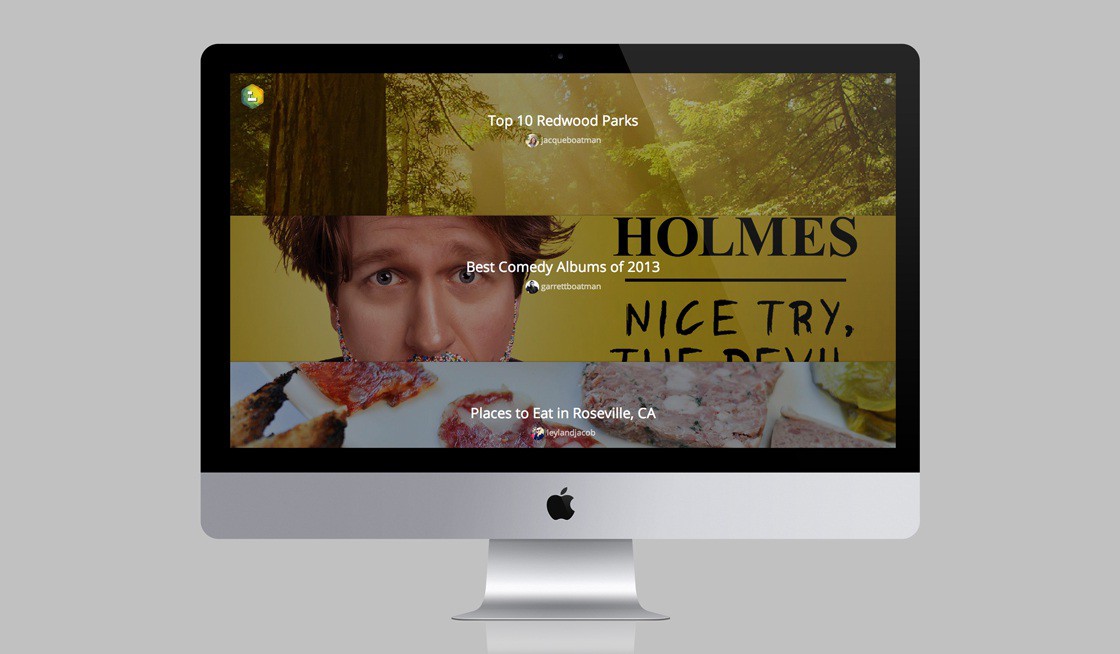 Top 10 Redwood Parks
jacqueboatman
HOLMES
Best Comedy Albums of 2013
garrettboatman
NICE TRY,
THE DEVIL
Places to Eat in Roseville, CA
leylandjacob